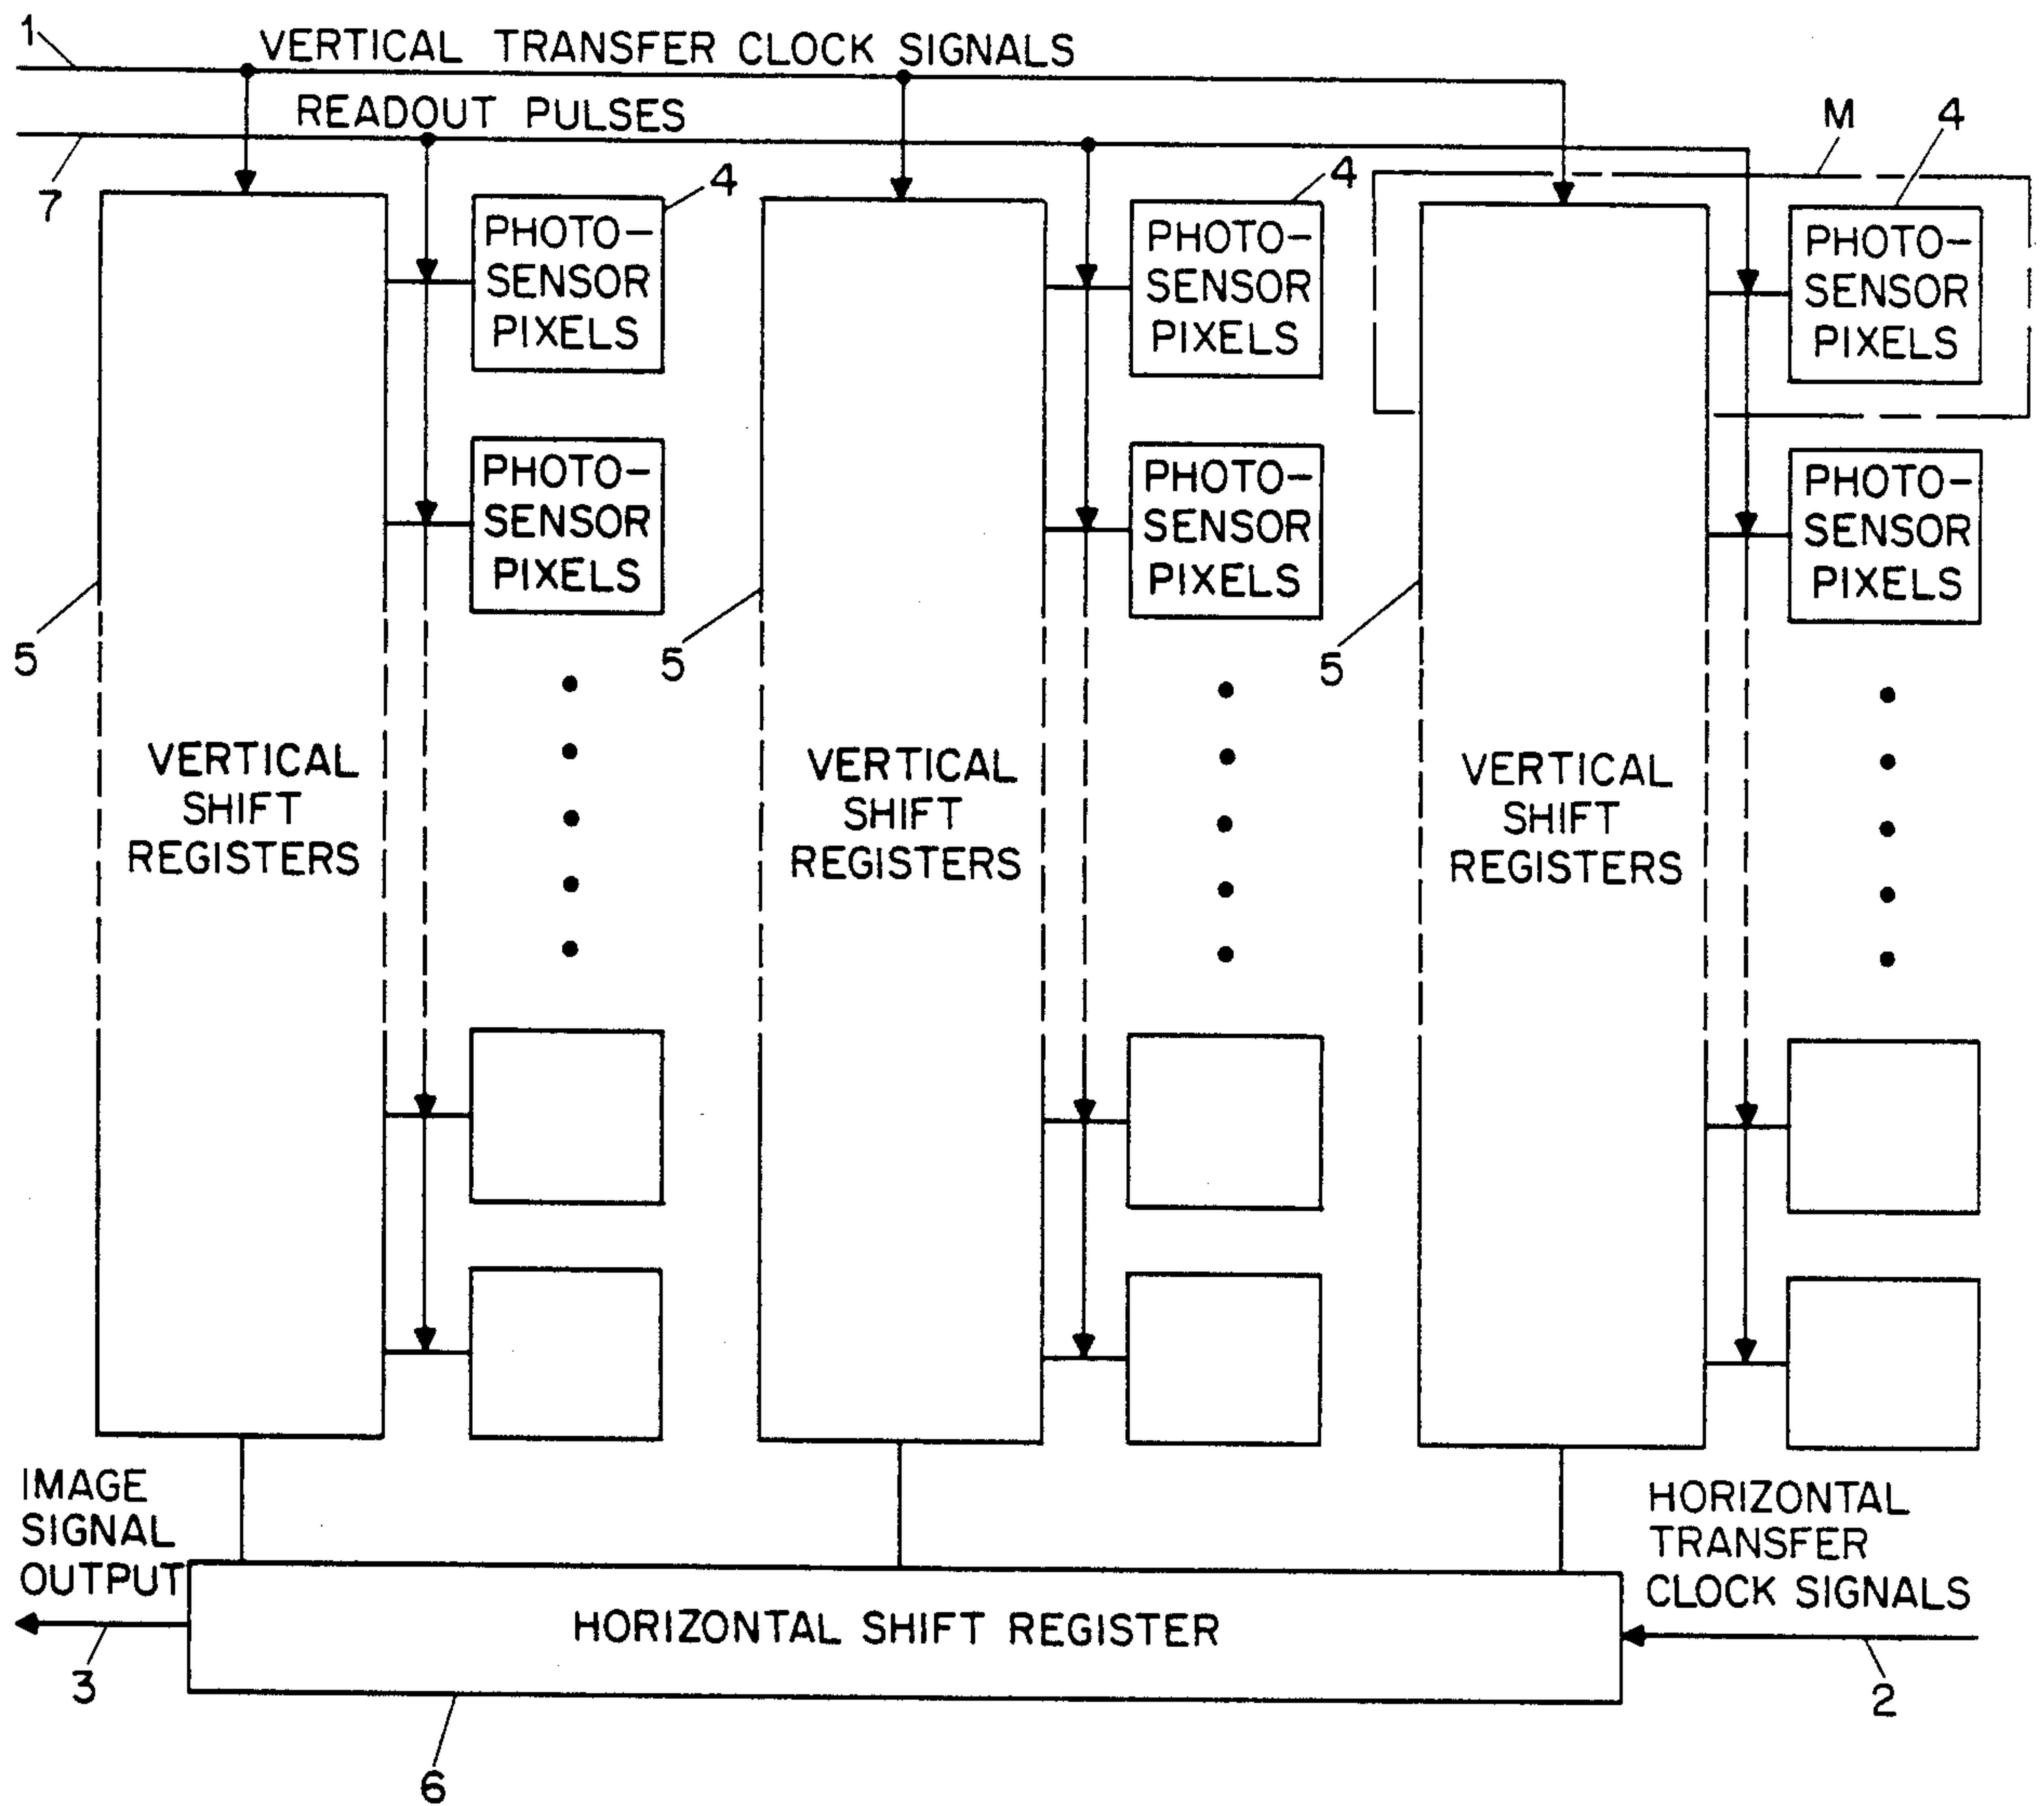 1
VERTICAL TRANSFER CLOCK SIGNALS
READOUT PULSES
M
4
7
4
4
PHOTO-
SENSOR
PIXELS
PHOTO-
SENSOR
PIXELS
PHOTO-
SENSOR
PIXELS
PHOTO-
SENSOR
PIXELS
PHOTO-
SENSOR
PIXELS
PHOTO-
SENSOR
PIXELS
5
5
5
VERTICAL
SHIFT
REGISTERS
VERTICAL
SHIFT
REGISTERS
VERTICAL
SHIFT
REGISTERS
IMAGE
SIGNAL
OUTPUT
HORIZONTAL
TRANSFER
CLOCK SIGNALS
HORIZONTAL SHIFT REGISTER
3
2
6